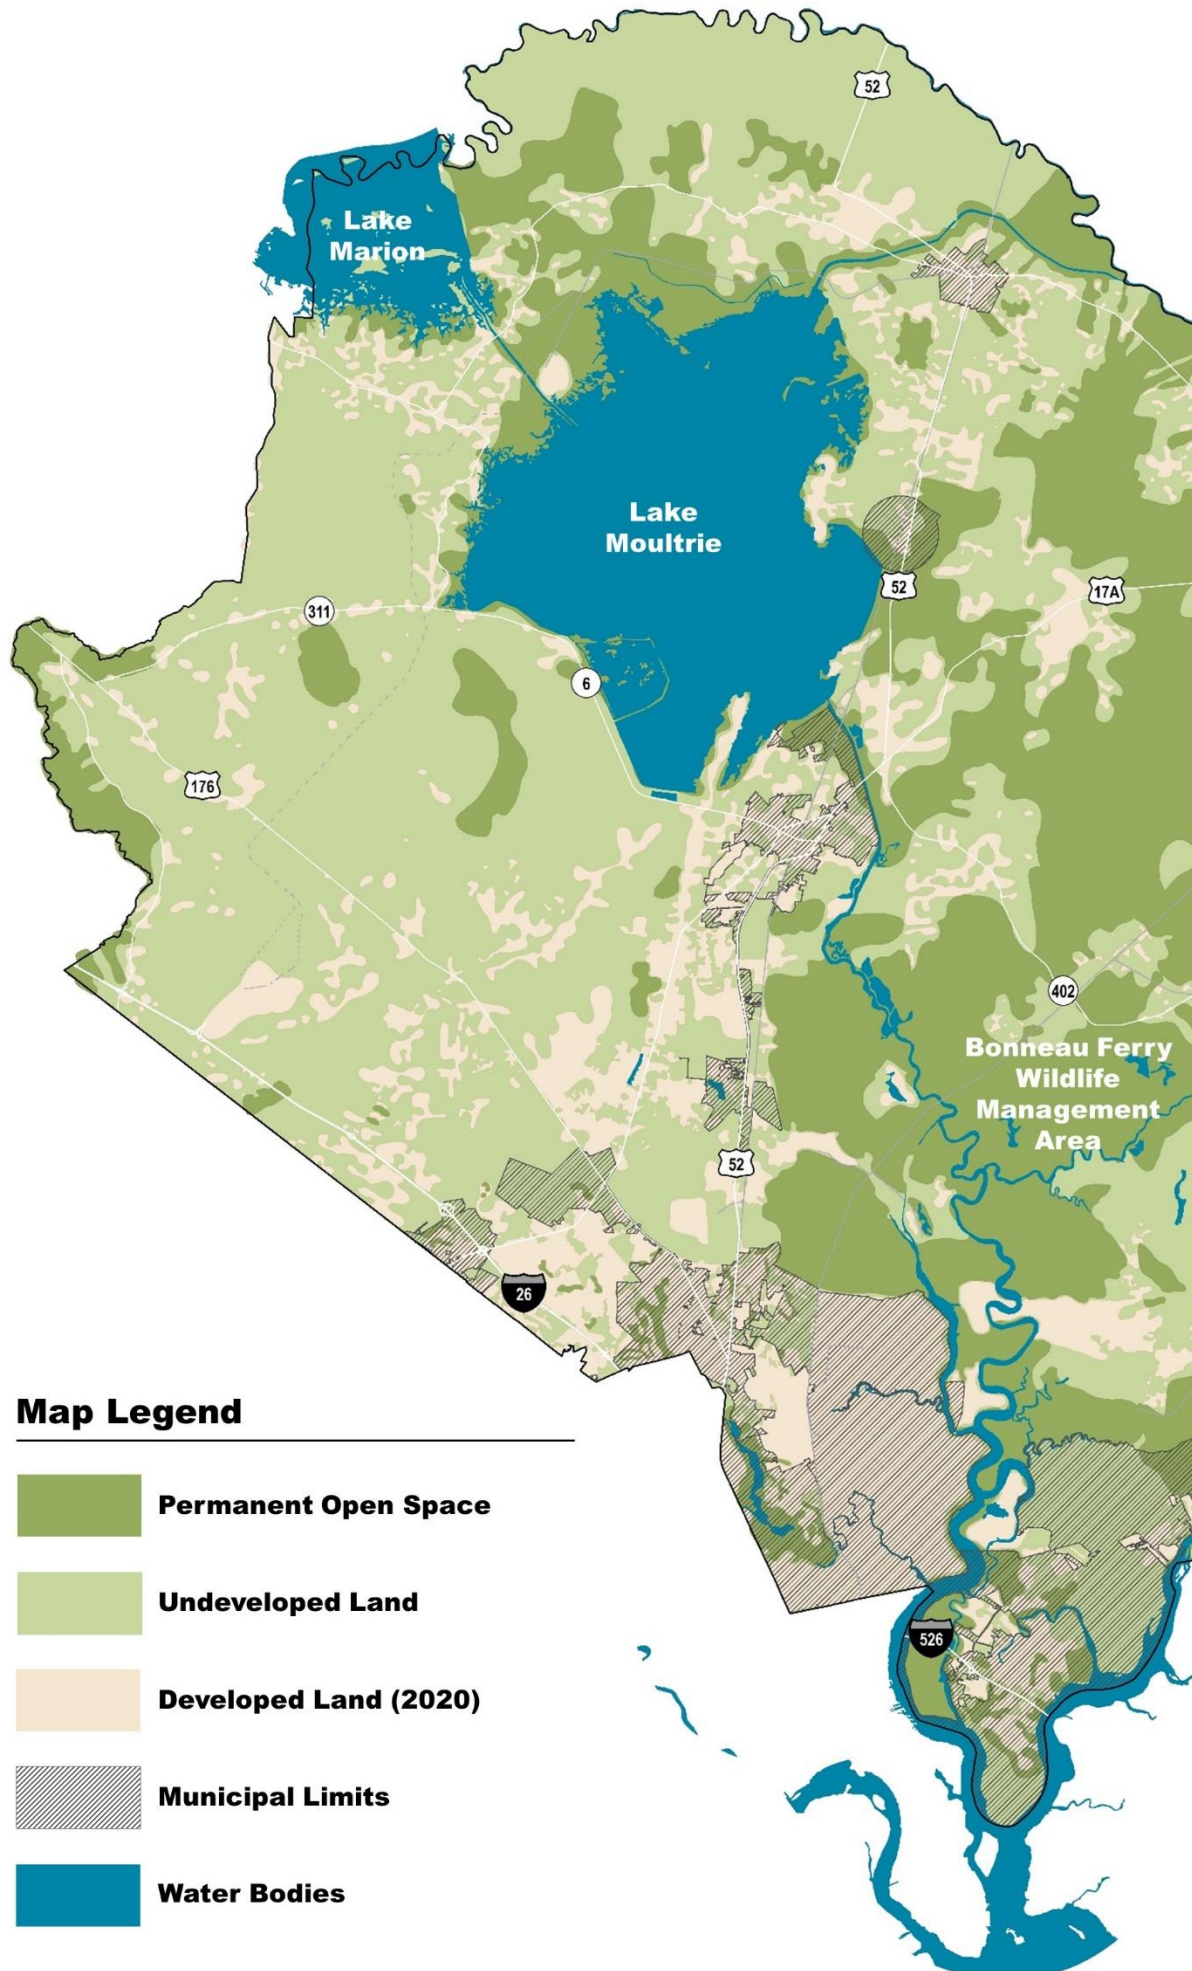 52
Lake
Marion
Lake
Moultrie
52
17A
311
6
176
402
Bonneau Ferry
Wildlife
Management
Area
52
26
526
Map Legend
Permanent Open Space
Undeveloped Land
Developed Land (2020)
Municipal Limits
Water Bodies